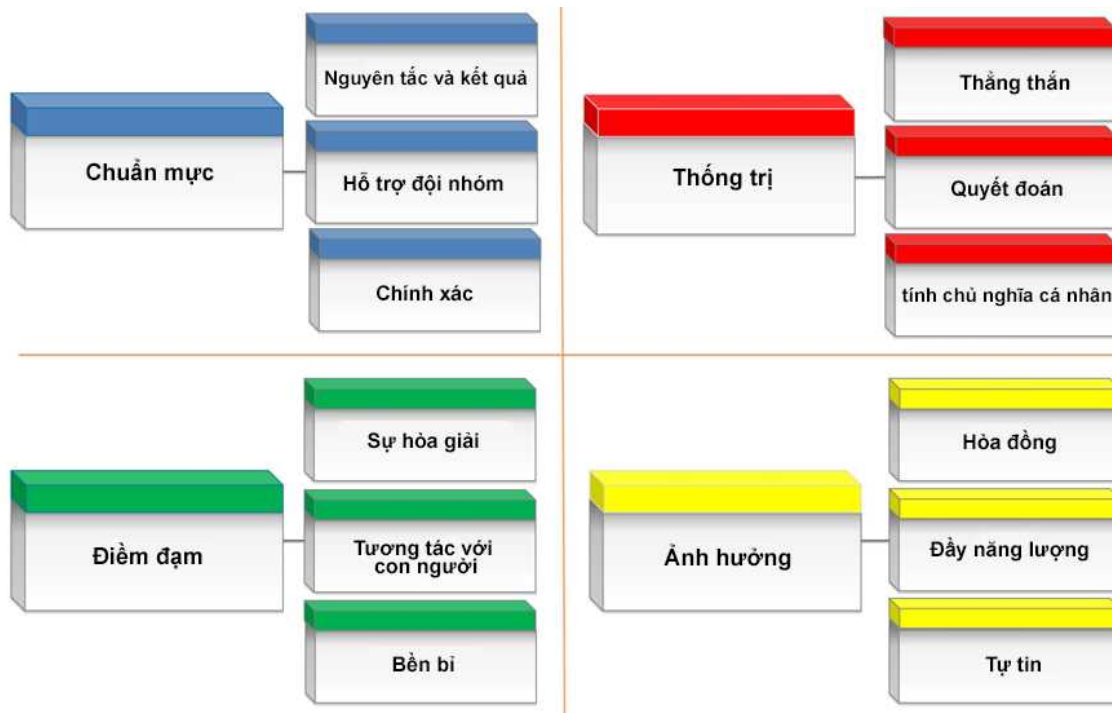 Chuẩn mực
Nguyên tắc và kết quả
Hỗ trợ đội nhóm
Chính xác
Thống trị
Thẳng thắn
Quyết đoán
tính chủ nghĩa cá nhân
Điềm đạm
Sự hòa giải
Tương tác với
con người
Bền bỉ
Ảnh hưởng
Hòa đồng
Đầy năng lượng
Tự tin